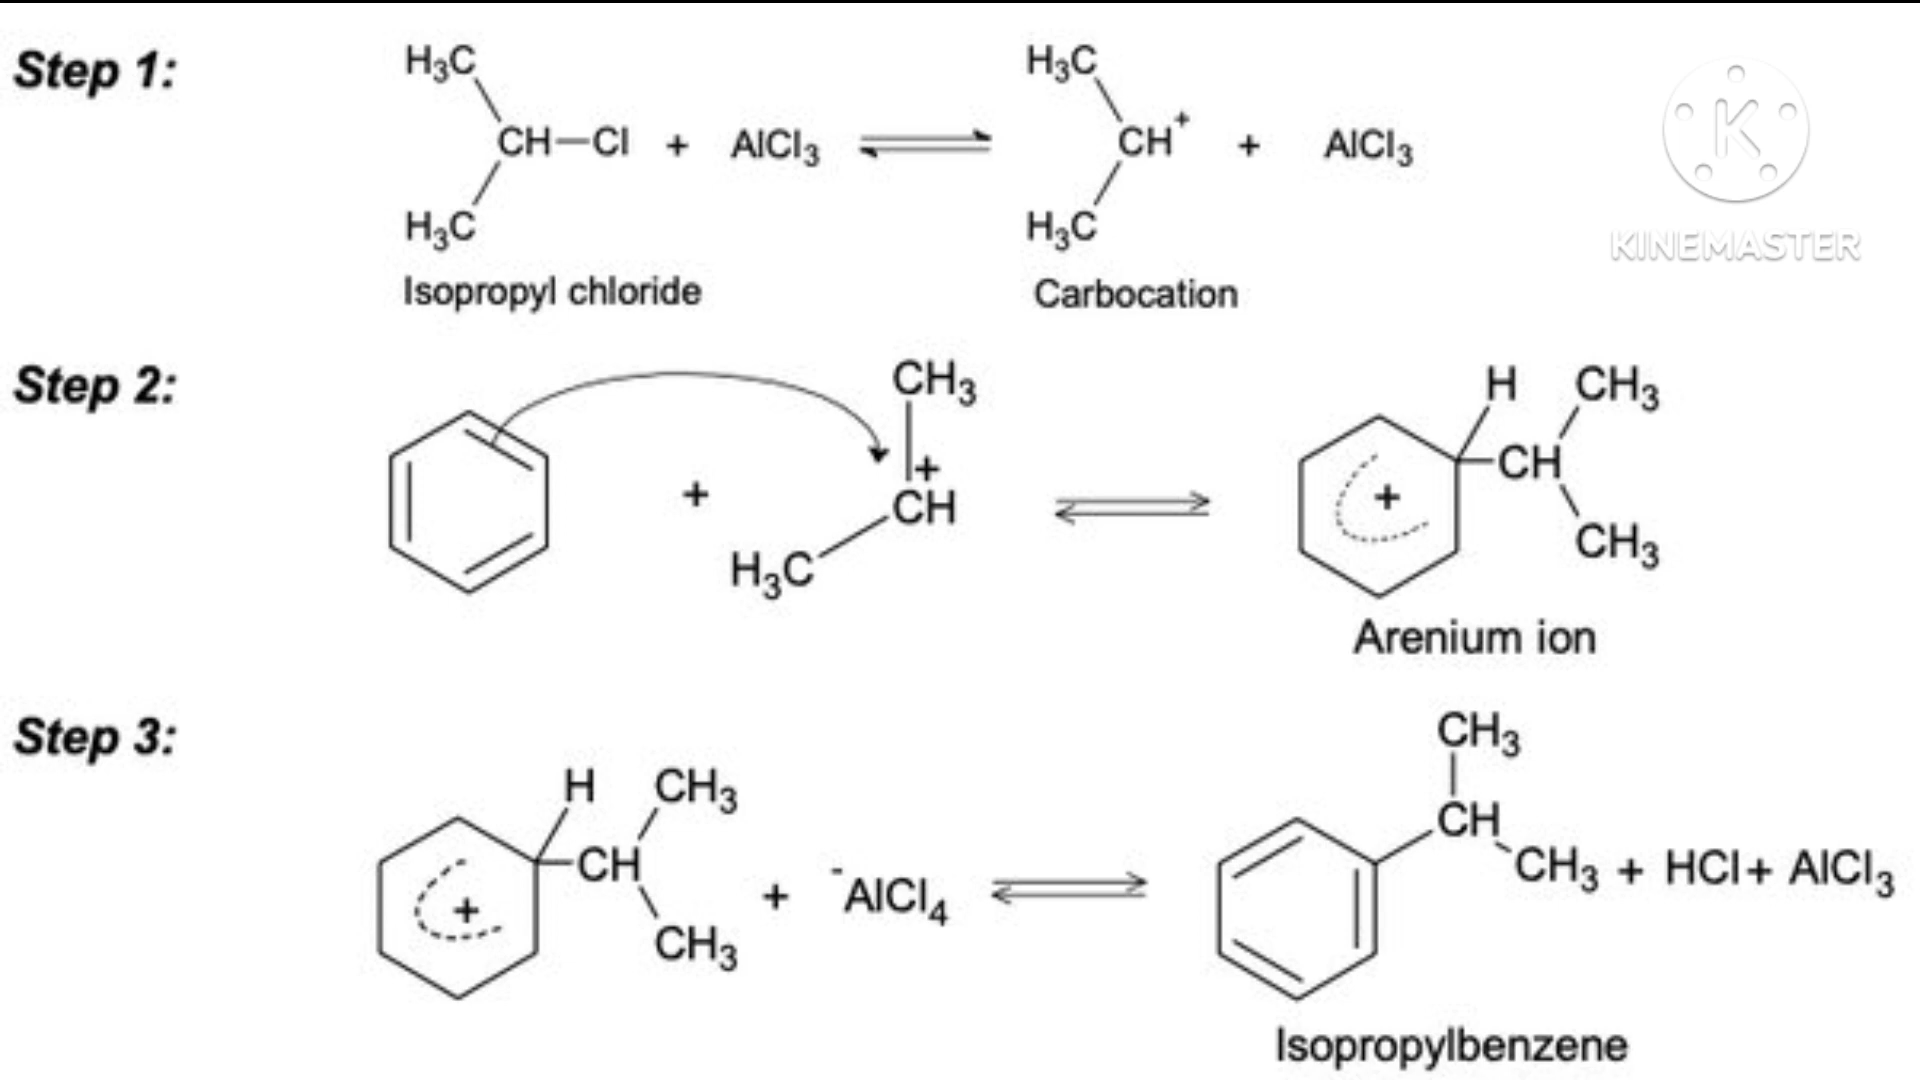 Step 1:
H₃C
H₃C
CH—Cl + AlCl₃ ⇌ CH⁺ + AlCl₃
H₃C
H₃C
Isopropyl chloride
Carbocation
K
KINEMASTER
Step 2:
CH₃
H CH₃
+
CH
+ CH ⇌ +
H₃C
CH₃
Arenium ion
Step 3:
CH₃
H CH₃
CH
+ CH + ⁻AlCl₄ ⇌ CH₃ + HCl + AlCl₃
CH₃
Isopropylbenzene